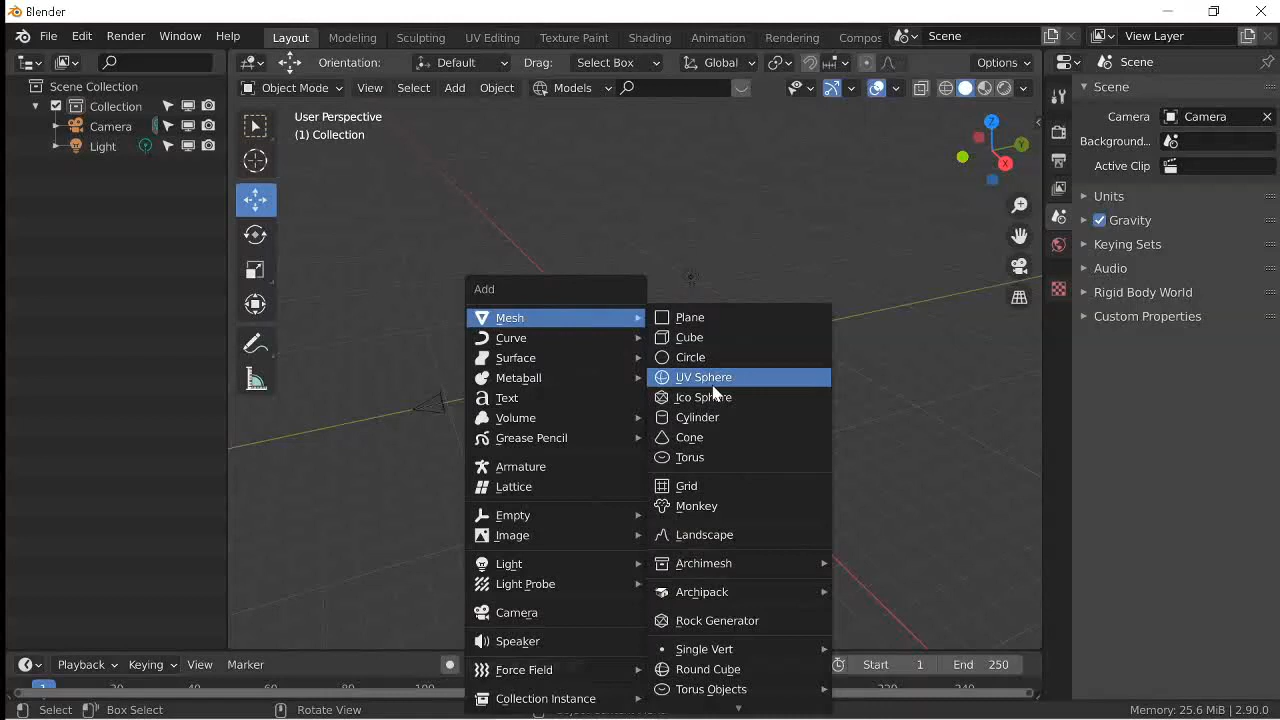 Blender
File Edit Render Window Help Layout Modeling Sculpting UV Editing Texture Paint Shading Animation Rendering Compos Scene View Layer
Orientation: Default Drag: Select Box Global Options Scene
Object Mode View Select Add Object Models
Scene Collection
Collection
Camera
Light
User Perspective
(1) Collection
Z
Y
X
Scene
Camera Camera
Background...
Active Clip
Units
Gravity
Keying Sets
Audio
Rigid Body World
Custom Properties
Add
Mesh
Curve
Surface
Metaball
Text
Volume
Grease Pencil
Armature
Lattice
Empty
Image
Light
Light Probe
Camera
Speaker
Force Field
Collection Instance
Plane
Cube
Circle
UV Sphere
Ico Sphere
Cylinder
Cone
Torus
Grid
Monkey
Landscape
Archimesh
Archipack
Rock Generator
Single Vert
Round Cube
Torus Objects
Playback Keying View Marker Start 1 End 250
1
Select Box Select Rotate View Memory: 25.6 MiB | 2.90.0